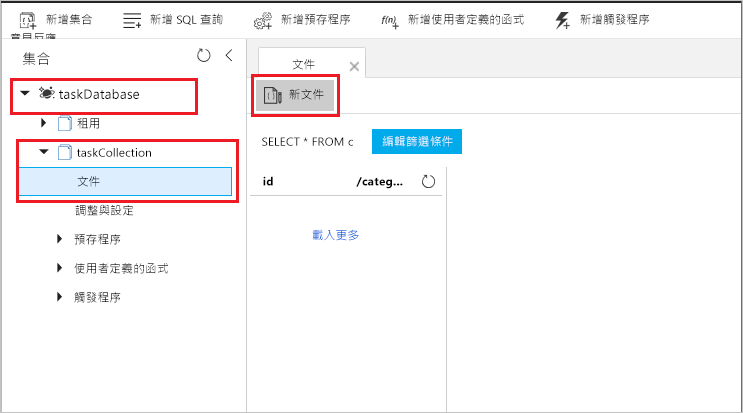 新增集合 新增 SQL 查詢 新增預存程序 f(n) 新增使用者定義的函式 新增觸發程序
意見反應
集合
文件
taskDatabase
新文件
租用
SELECT * FROM c 編輯篩選條件
taskCollection
文件
id /categ...
調整與設定
載入更多
預存程序
使用者定義的函式
觸發程序